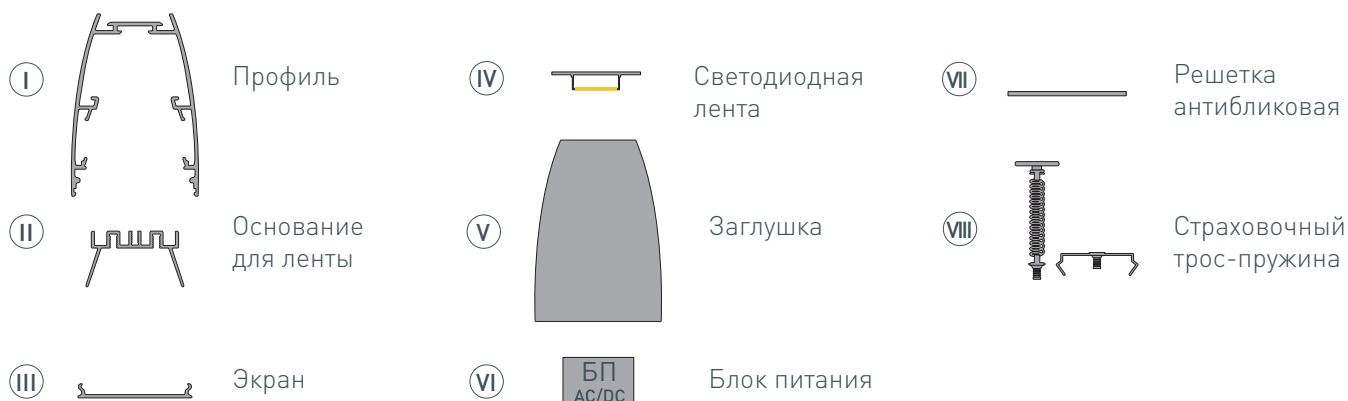 I
Профиль
II
Основание
для ленты
III
Экран
IV
Светодиодная
лента
V
Заглушка
VI
БП
AC/DC
Блок питания
VII
Решетка
антибликовая
VIII
Страховочный
трос-пружина